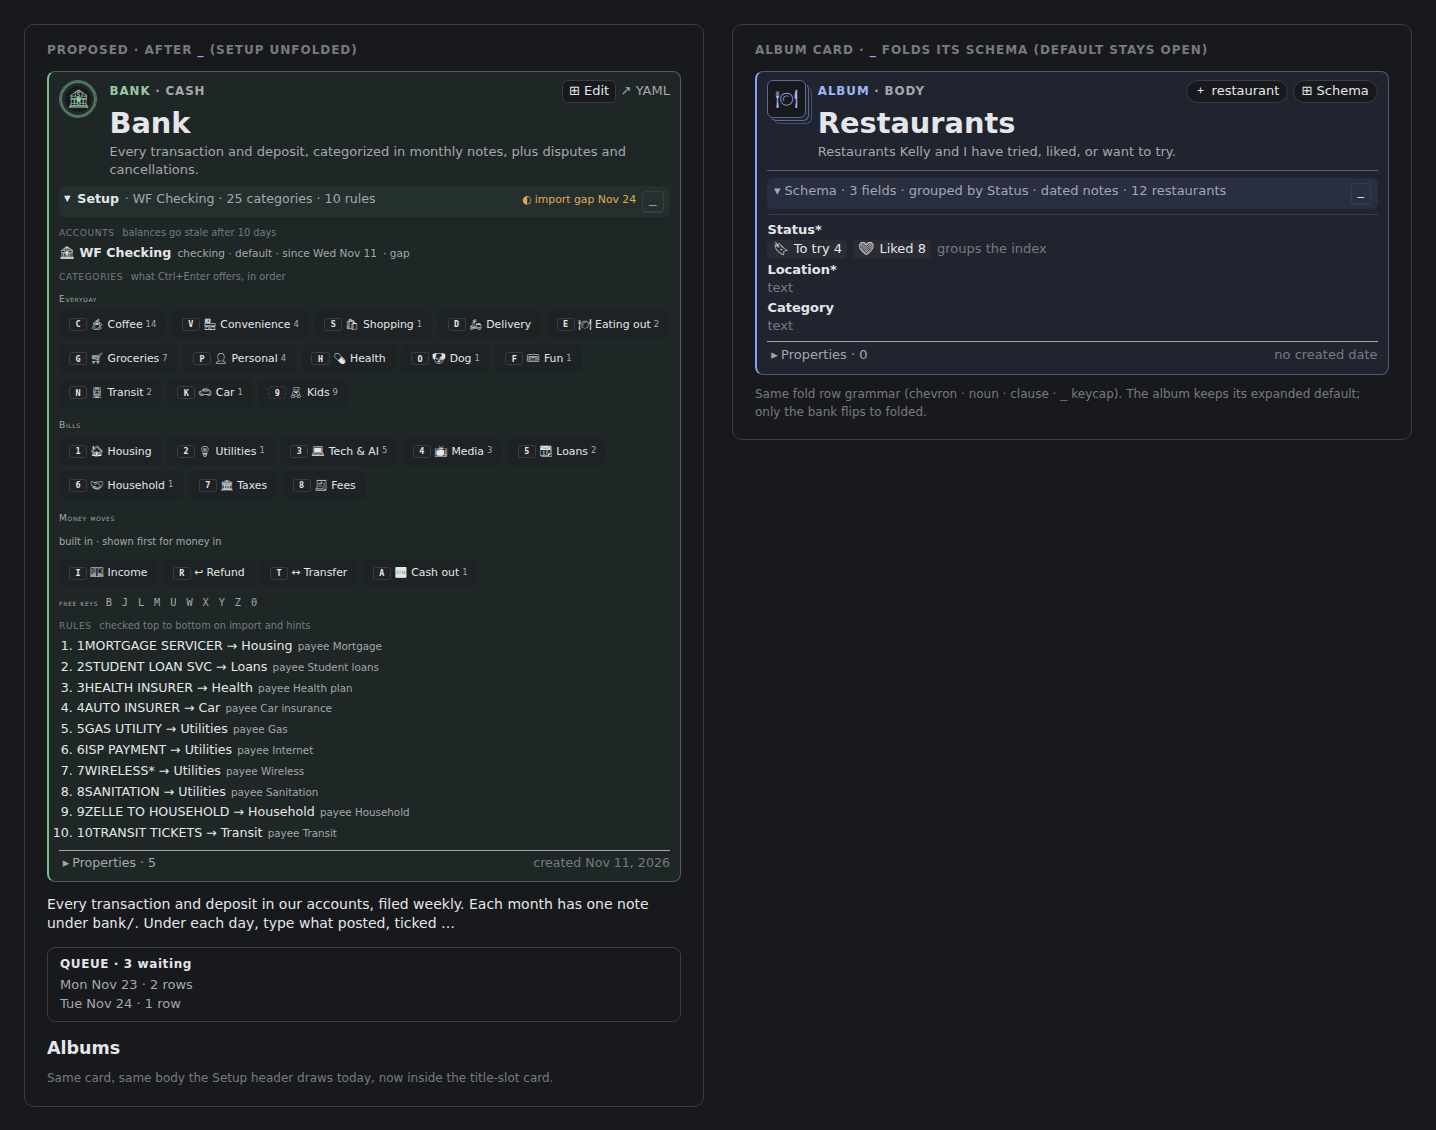 PROPOSED · AFTER _ (SETUP UNFOLDED)
BANK · CASH
⊞ Edit ↗ YAML
Bank
Every transaction and deposit, categorized in monthly notes, plus disputes and
cancellations.
▾ Setup · WF Checking · 25 categories · 10 rules ◐ import gap Nov 24 _
ACCOUNTS balances go stale after 10 days
WF Checking checking · default · since Wed Nov 11 · gap
CATEGORIES what Ctrl+Enter offers, in order
Everyday
C Coffee 14 V Convenience 4 S Shopping 1 D Delivery E Eating out 2
G Groceries 7 P Personal 4 H Health O Dog 1 F Fun 1
N Transit 2 K Car 1 9 Kids 9
Bills
1 Housing 2 Utilities 1 3 Tech & AI 5 4 Media 3 5 Loans 2
6 Household 1 7 Taxes 8 Fees
Money moves
built in · shown first for money in
I Income R ↩ Refund T ↔ Transfer A Cash out 1
FREE KEYS B J L M U W X Y Z 0
RULES checked top to bottom on import and hints
1. 1MORTGAGE SERVICER → Housing payee Mortgage
2. 2STUDENT LOAN SVC → Loans payee Student loans
3. 3HEALTH INSURER → Health payee Health plan
4. 4AUTO INSURER → Car payee Car insurance
5. 5GAS UTILITY → Utilities payee Gas
6. 6ISP PAYMENT → Utilities payee Internet
7. 7WIRELESS* → Utilities payee Wireless
8. 8SANITATION → Utilities payee Sanitation
9. 9ZELLE TO HOUSEHOLD → Household payee Household
10. 10TRANSIT TICKETS → Transit payee Transit
▸ Properties · 5 created Nov 11, 2026
Every transaction and deposit in our accounts, filed weekly. Each month has one note
under bank/. Under each day, type what posted, ticked …
QUEUE · 3 waiting
Mon Nov 23 · 2 rows
Tue Nov 24 · 1 row
Albums
Same card, same body the Setup header draws today, now inside the title-slot card.
ALBUM CARD · _ FOLDS ITS SCHEMA (DEFAULT STAYS OPEN)
ALBUM · BODY
+ restaurant ⊞ Schema
Restaurants
Restaurants Kelly and I have tried, liked, or want to try.
▾ Schema · 3 fields · grouped by Status · dated notes · 12 restaurants _
Status*
To try 4 Liked 8 groups the index
Location*
text
Category
text
▸ Properties · 0 no created date
Same fold row grammar (chevron · noun · clause · _ keycap). The album keeps its expanded default;
only the bank flips to folded.